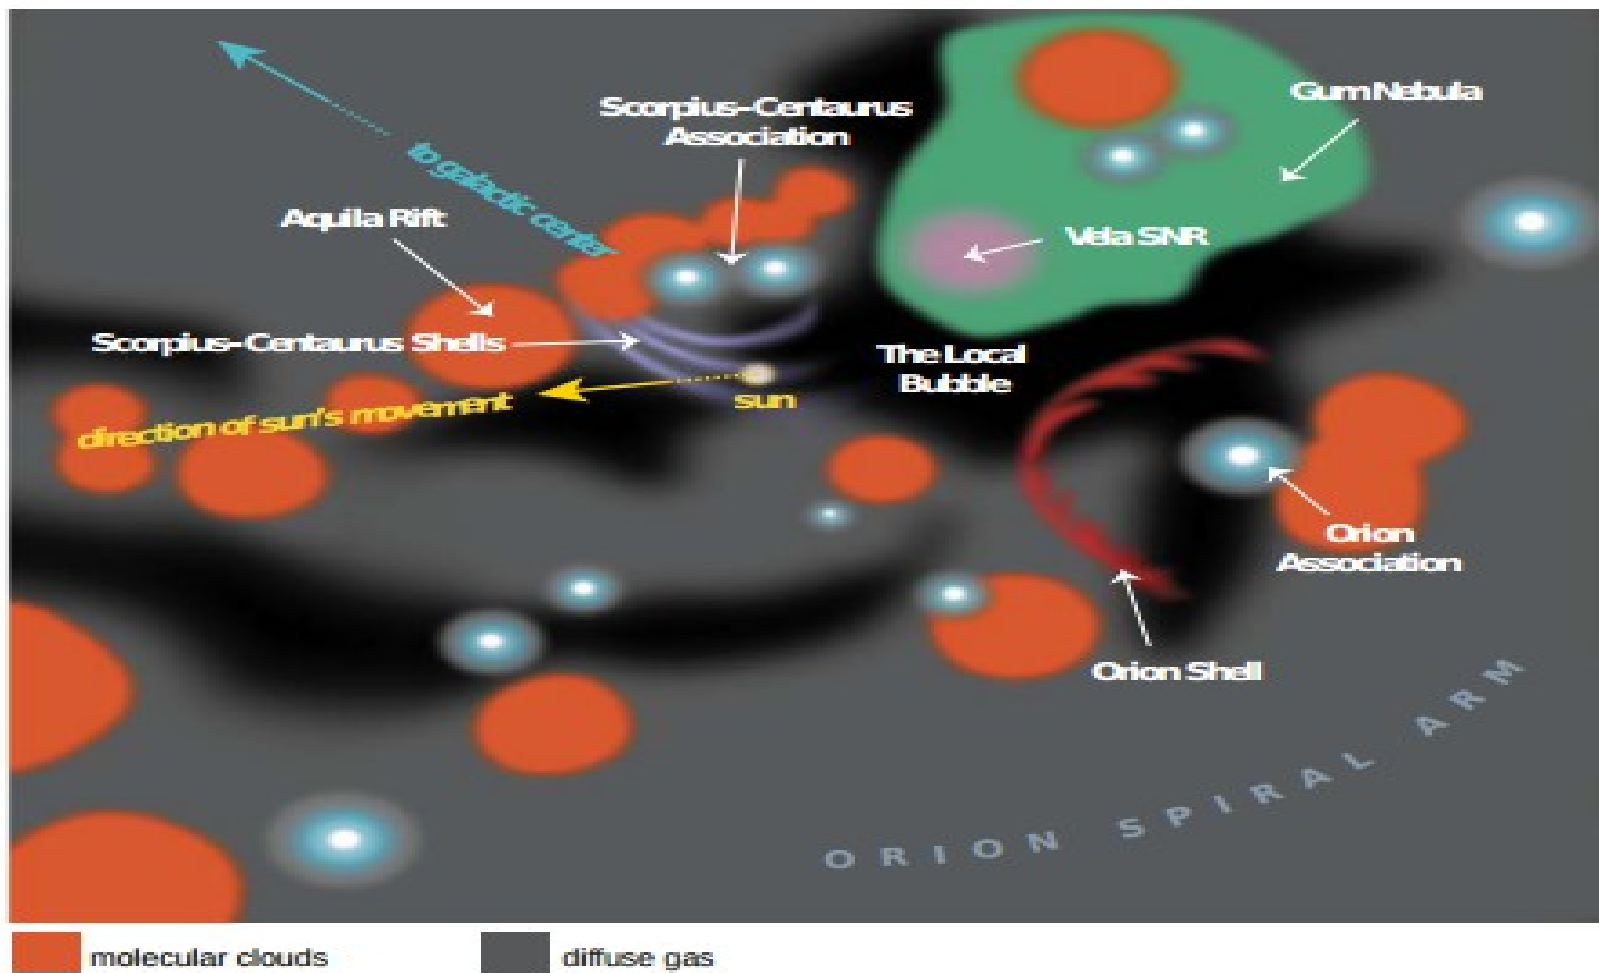 Gum Nebula
Scorpius-Centaurus
Association
to galactic center
Aquila Rift
Vela SNR
Scorpius-Centaurus Shells
The Local
Bubble
sun
direction of sun's movement
Orion
Association
Orion Shell
ORION SPIRAL ARM
molecular clouds
diffuse gas